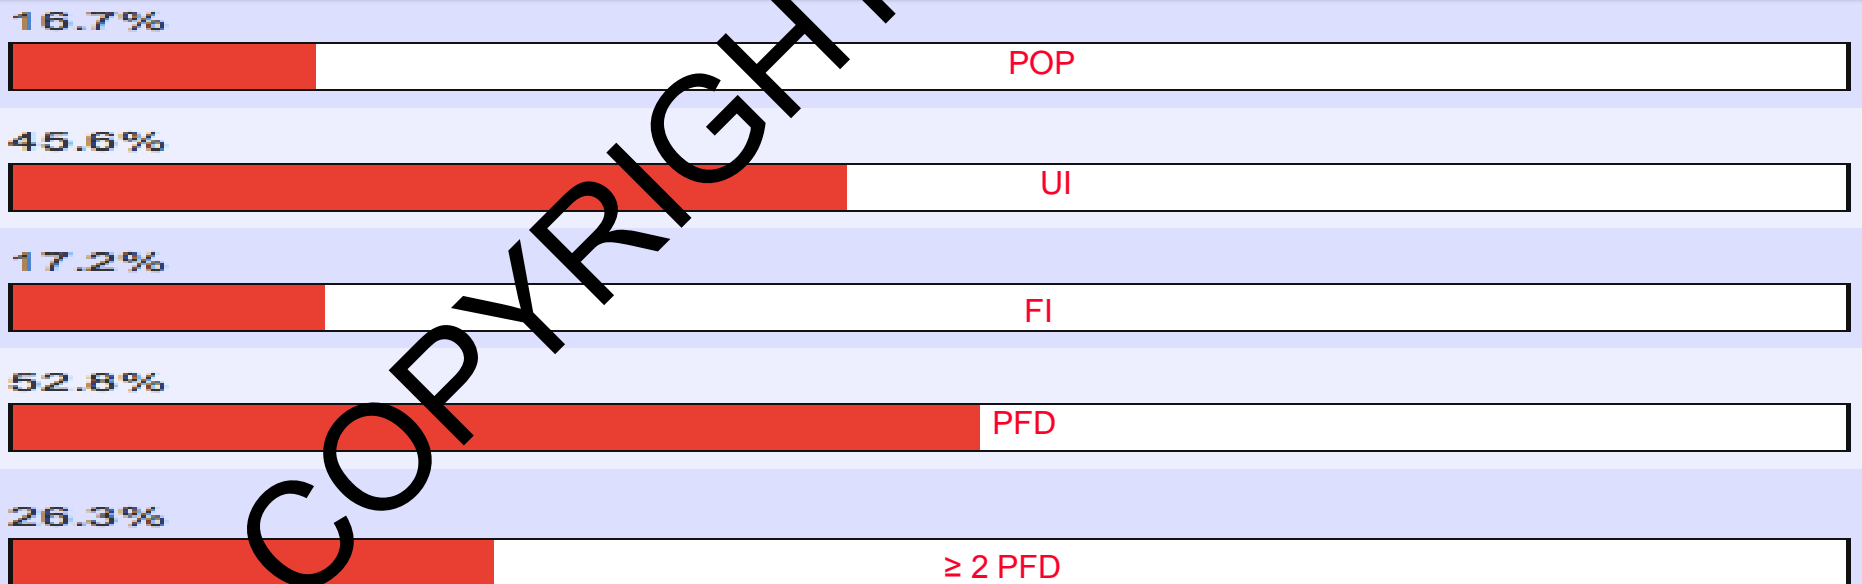 16.7%
POP
45.6%
UI
17.2%
FI
52.8%
PFD
26.3%
≥ 2 PFD
COPYRIGHT